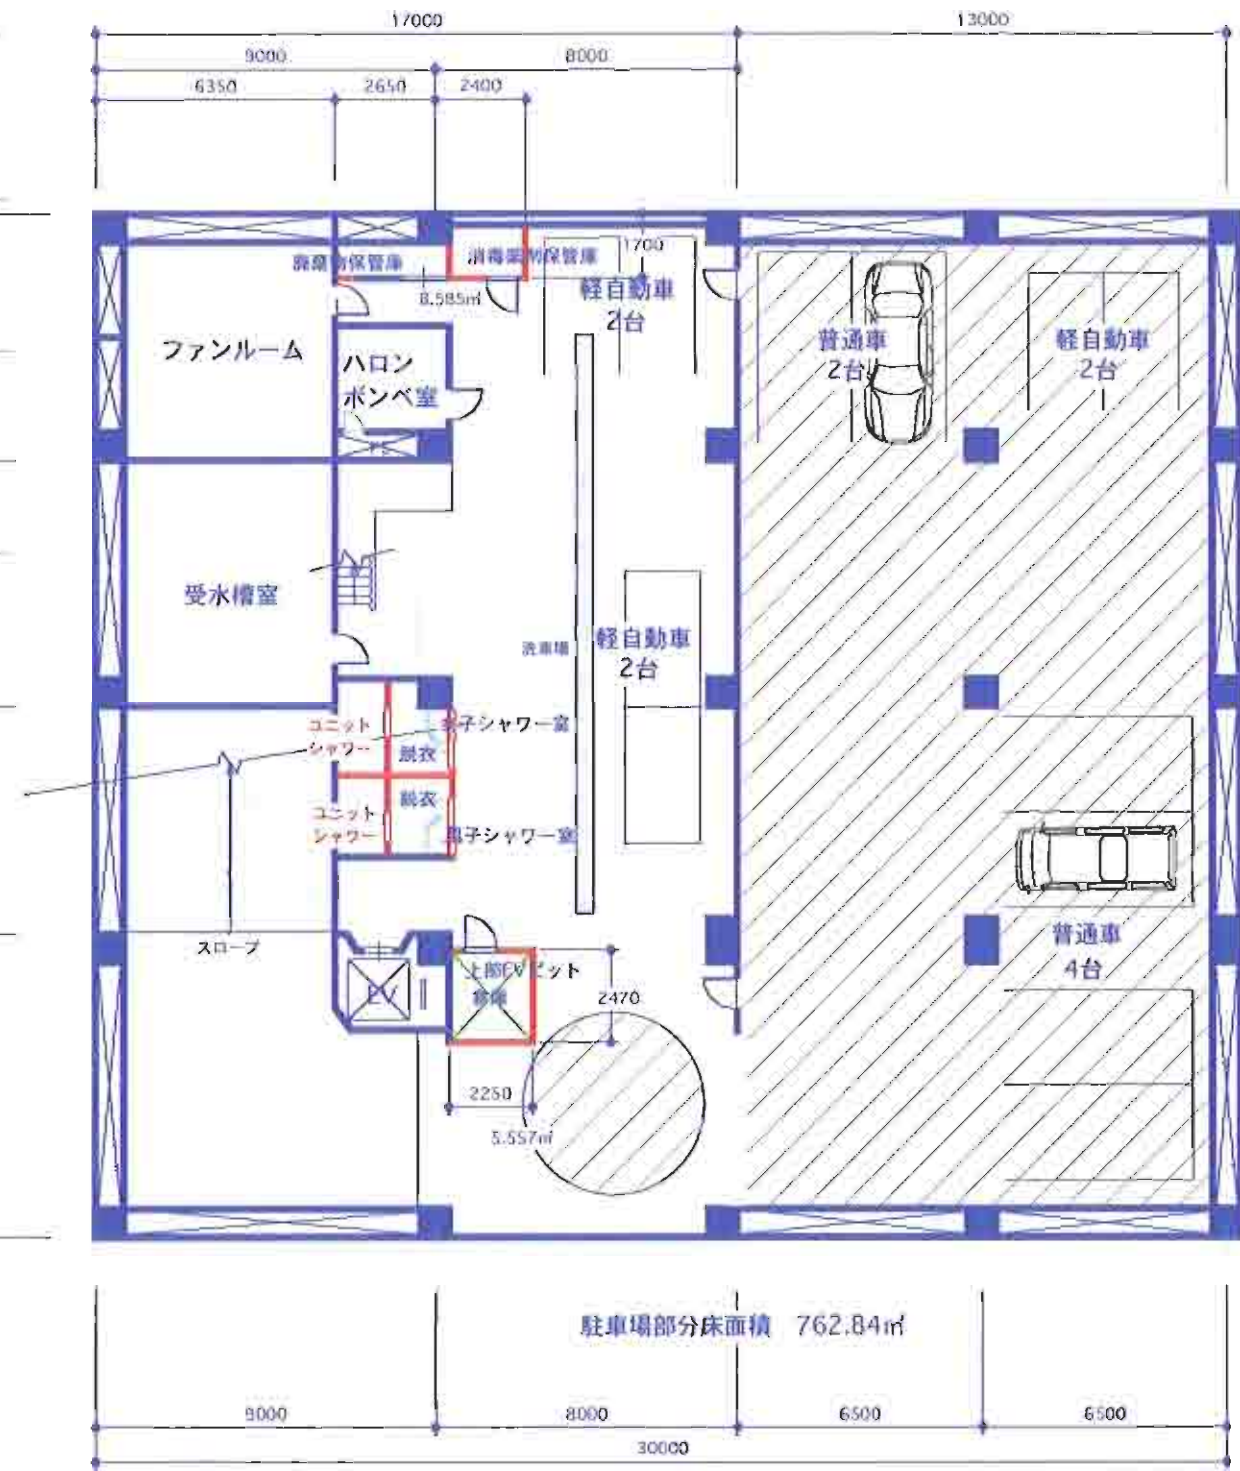 17000
13000
9000
8000
6350
2650
2400
廃棄物保管庫
消毒薬剤保管庫
1700
8.585㎡
軽自動車
2台
普通車
2台
軽自動車
2台
ファンルーム
ハロン
ボンベ室
受水槽室
洗車場
軽自動車
2台
ユニット
シャワー
脱衣
女子シャワー室
ユニット
シャワー
脱衣
男子シャワー室
スロープ
EV
上部EVピット
倉庫
2470
普通車
4台
2250
5.557㎡
駐車場部分床面積 762.84㎡
9000
8000
6500
6500
30000